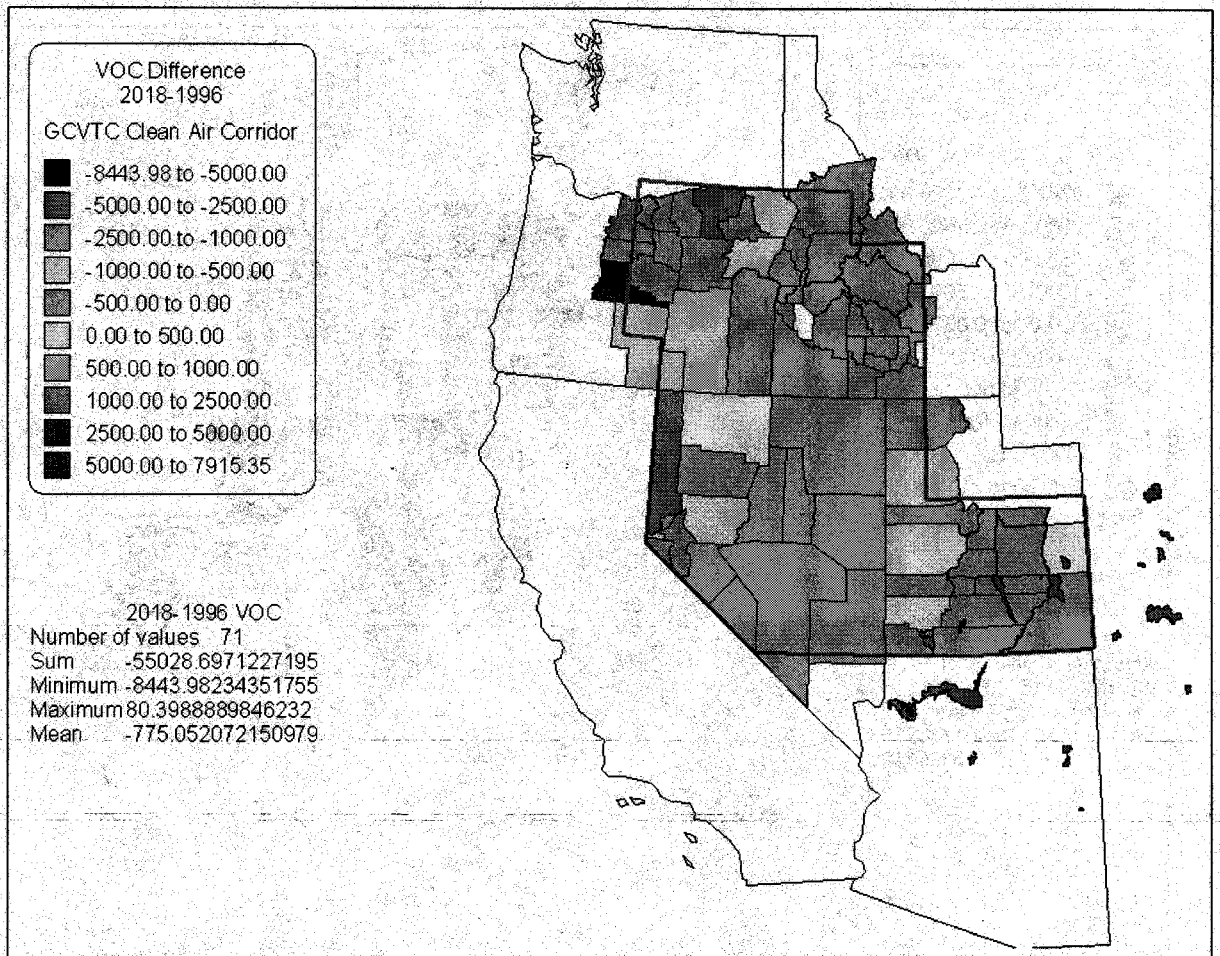 VOC Difference
2018-1996
GCVTC Clean Air Corridor
-8443.98 to -5000.00
-5000.00 to -2500.00
-2500.00 to -1000.00
-1000.00 to -500.00
-500.00 to 0.00
0.00 to 500.00
500.00 to 1000.00
1000.00 to 2500.00
2500.00 to 5000.00
5000.00 to 7915.35
2018-1996 VOC
Number of values 71
Sum -55028.6971227195
Minimum -8443.98234351755
Maximum 80.3988889846232
Mean -775.052072150979